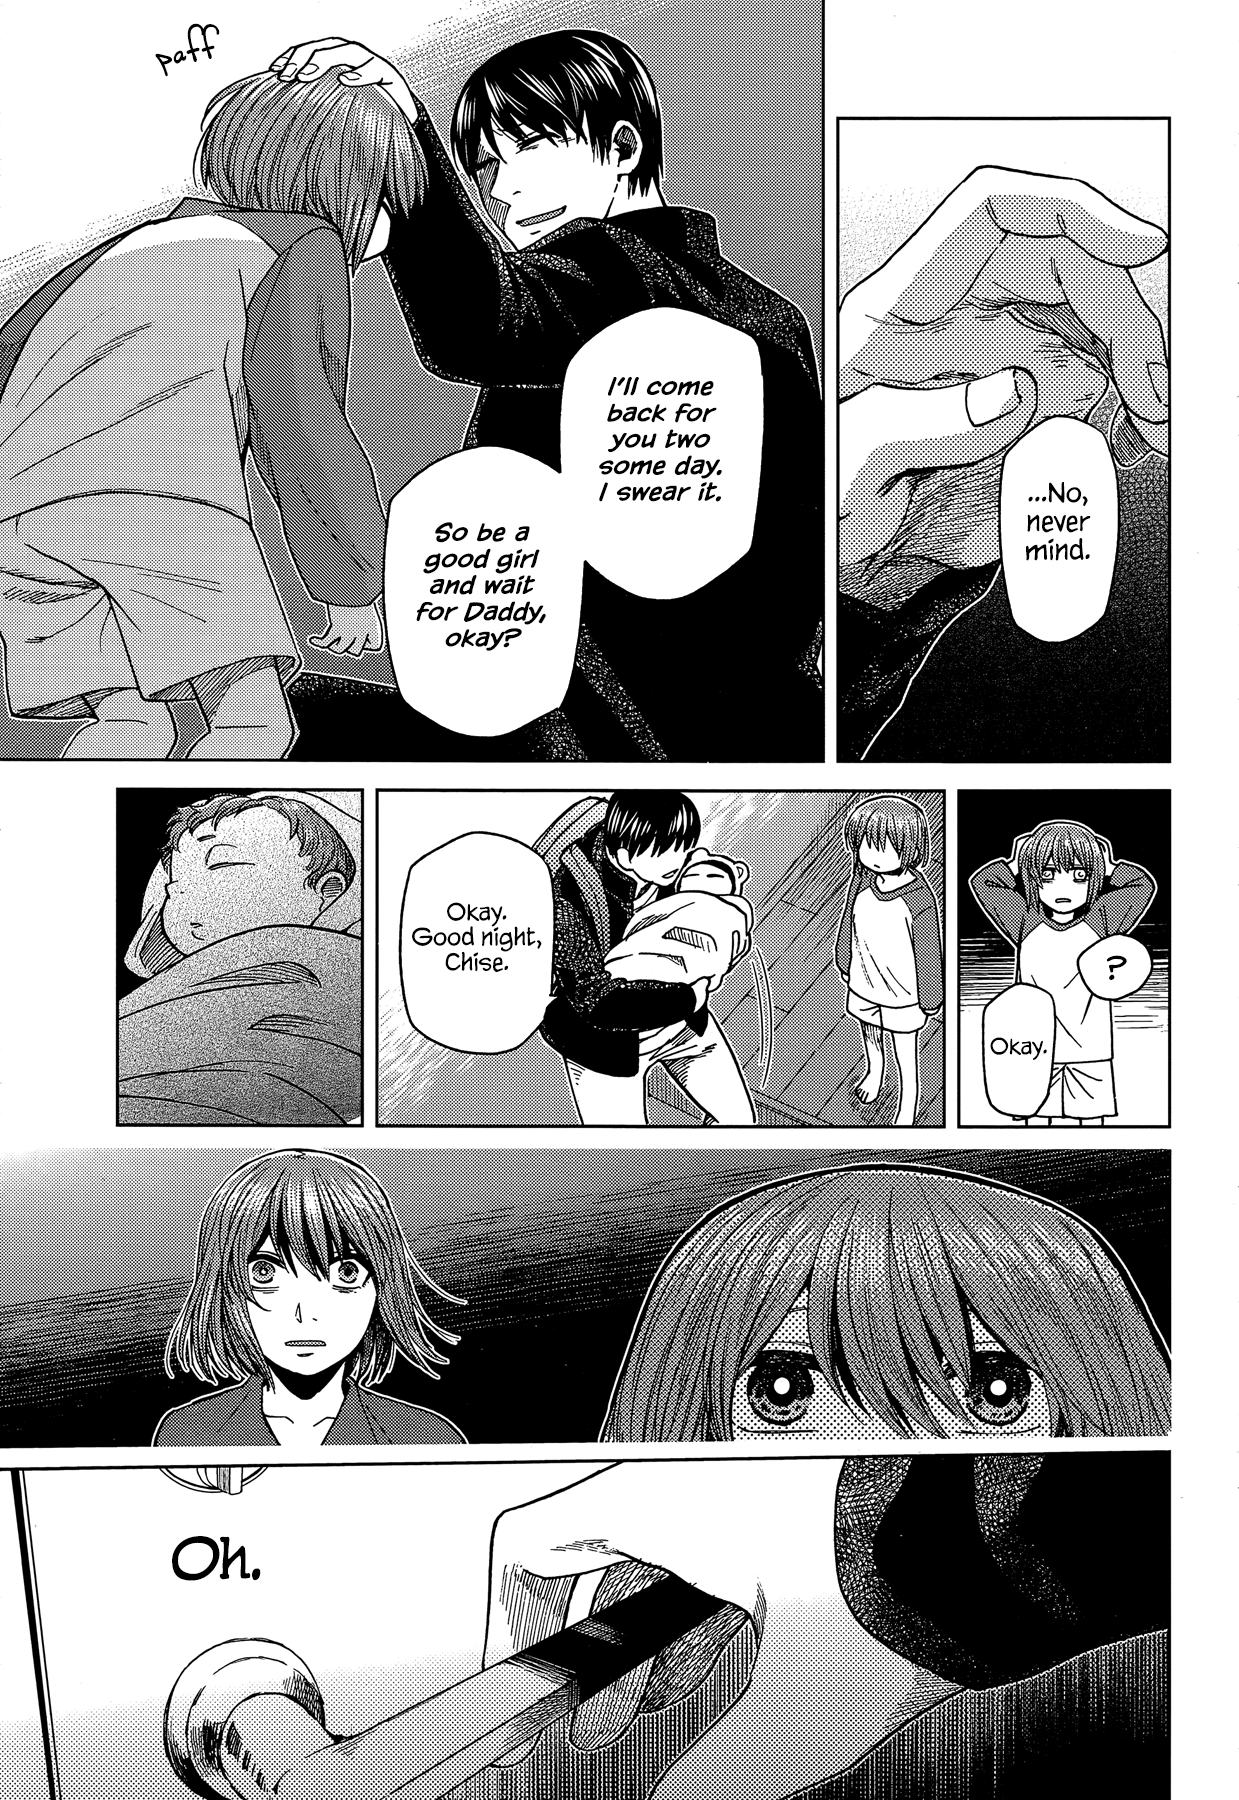 ...No,
never
mind.
paff
I'll come
back for
you two
some day.
I swear it.
So be a
good girl
and wait
for Daddy,
okay?
?
Okay.
Okay.
Good night,
Chise.
Oh.